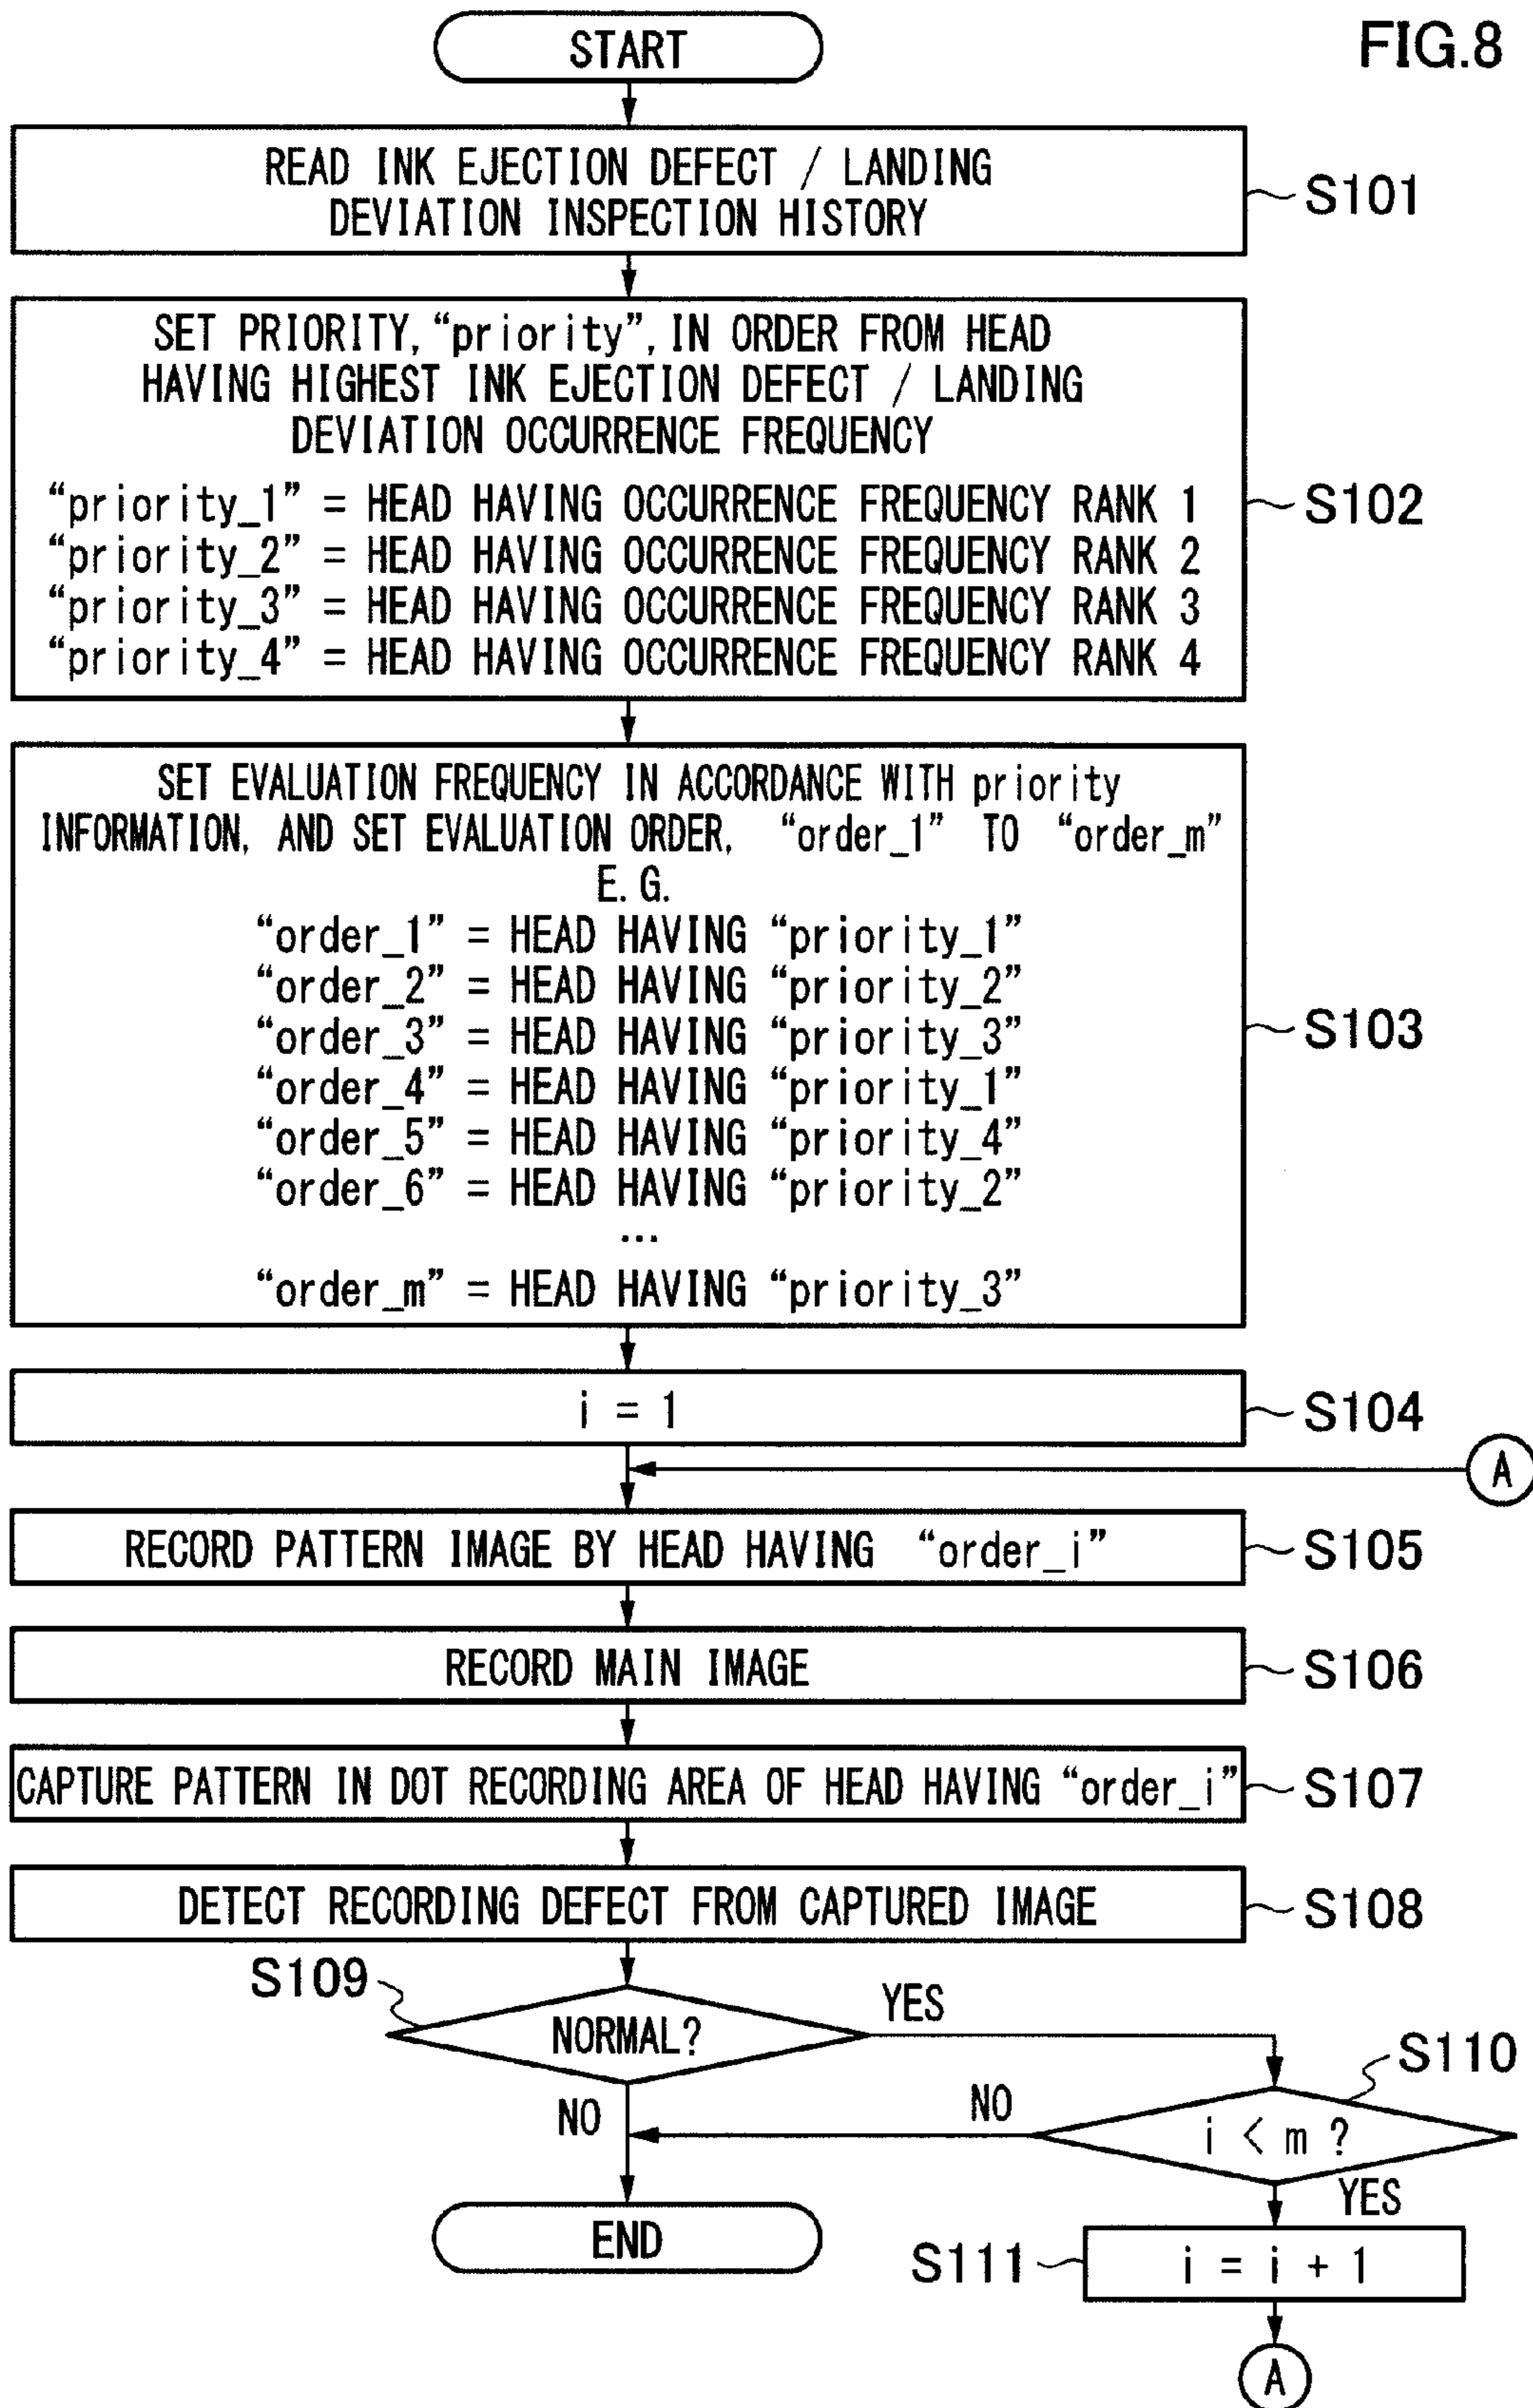 FIG.8
START
READ INK EJECTION DEFECT / LANDING
DEVIATION INSPECTION HISTORY
S101
SET PRIORITY, “priority”, IN ORDER FROM HEAD
HAVING HIGHEST INK EJECTION DEFECT / LANDING
DEVIATION OCCURRENCE FREQUENCY
“priority_1” = HEAD HAVING OCCURRENCE FREQUENCY RANK 1
“priority_2” = HEAD HAVING OCCURRENCE FREQUENCY RANK 2
“priority_3” = HEAD HAVING OCCURRENCE FREQUENCY RANK 3
“priority_4” = HEAD HAVING OCCURRENCE FREQUENCY RANK 4
S102
SET EVALUATION FREQUENCY IN ACCORDANCE WITH priority
INFORMATION, AND SET EVALUATION ORDER, “order_1” TO “order_m”
E.G.
“order_1” = HEAD HAVING “priority_1”
“order_2” = HEAD HAVING “priority_2”
“order_3” = HEAD HAVING “priority_3”
“order_4” = HEAD HAVING “priority_1”
“order_5” = HEAD HAVING “priority_4”
“order_6” = HEAD HAVING “priority_2”
...
“order_m” = HEAD HAVING “priority_3”
S103
i = 1
S104
A
RECORD PATTERN IMAGE BY HEAD HAVING “order_i”
S105
RECORD MAIN IMAGE
S106
CAPTURE PATTERN IN DOT RECORDING AREA OF HEAD HAVING “order_i”
S107
DETECT RECORDING DEFECT FROM CAPTURED IMAGE
S108
S109
NORMAL?
YES
NO
S110
i < m ?
NO
YES
END
S111
i = i + 1
A